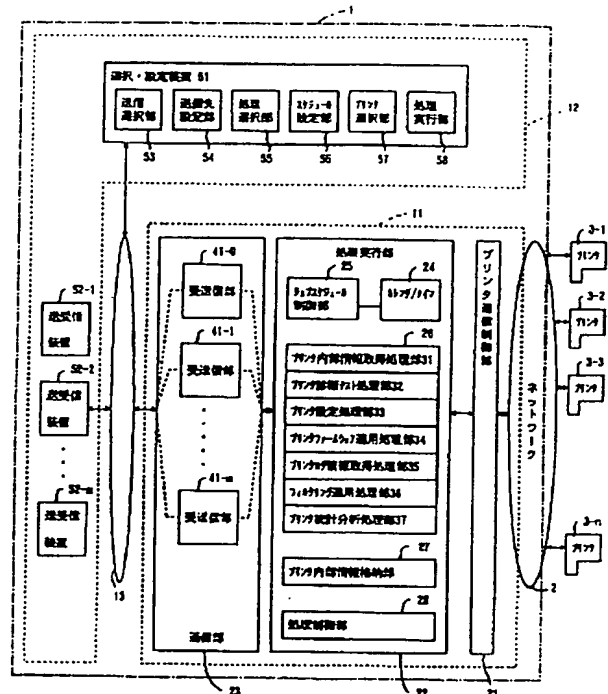 1
選択・設定装置 51
送信
選択部
送信先
設定部
処理
選択部
スケジュール
設定部
プリンタ
選択部
処理
実行部
53
54
55
56
57
58
12
11
41-0
受送信部
41-1
受送信部
41-m
受送信部
52-1
送受信
装置
52-2
送受信
装置
52-m
送受信
装置
13
通信部
23
処理実行部
25
24
ジョブスケジュール
制御部
カレンダ/タイマ
26
プリンタ内部情報取得処理部31
プリンタ診断テスト処理部32
プリンタ設定処理部33
プリンタファームウェア適用処理部34
プリンタログ情報取得処理部35
フィルタリング適用処理部36
プリンタ統計分析処理部37
27
プリンタ内部情報格納部
28
処理制御部
22
プリンタ通信制御部
21
ネットワーク
2
3-1
プリンタ
3-2
プリンタ
3-3
プリンタ
3-n
プリンタ